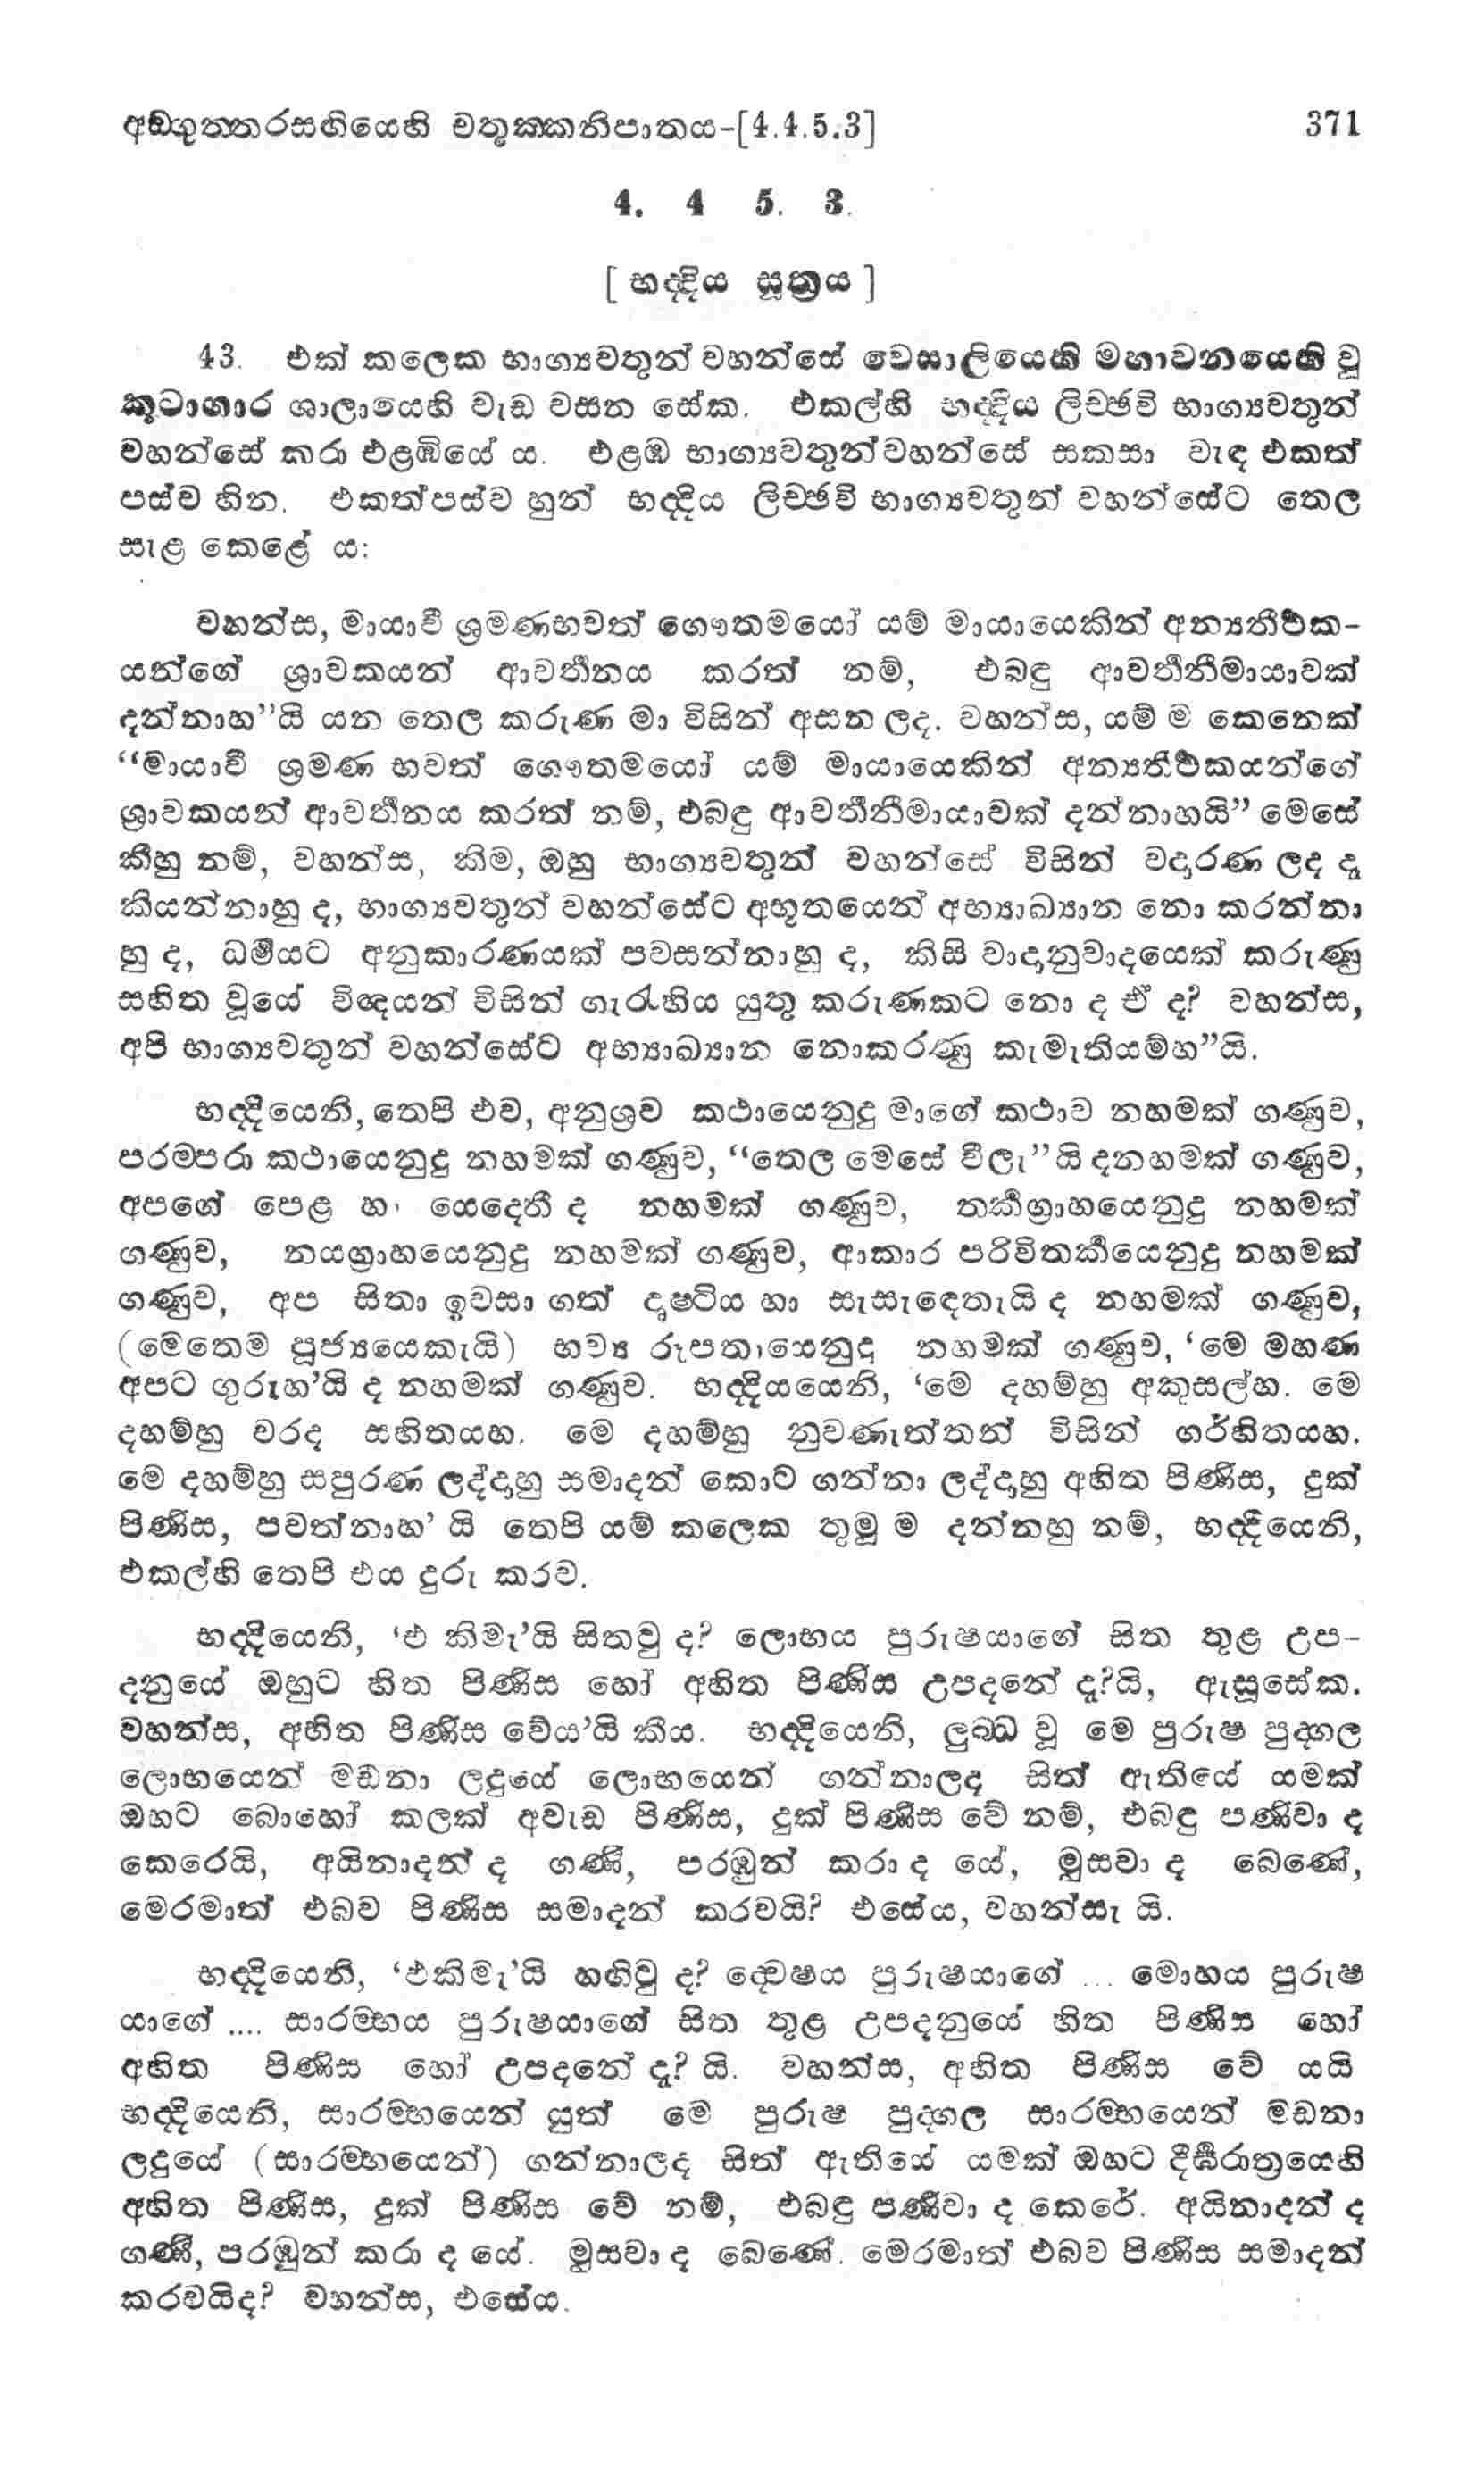 අඞගුත්තරසඟියෙහි චතුක්කනිපාතය-[4.4.5.3] 371
4. 4 5. 3.
[ භද්දිය සූත්‍රය ]
43. එක් කලෙක භාග්‍යවතුන් වහන්සේ වෙසාලියෙහි මහාවනයෙහි වූ
කූටාගාර ශාලායෙහි වැඩ වසන සේක. එකල්හි භද්දිය ලිච්ඡවි භාග්‍යවතුන්
වහන්සේ කරා එළඹියේ ය. එළඹ භාග්‍යවතුන්වහන්සේ සකසා වැඳ එකත්
පස්ව හින. එකත්පස්ව හුන් භද්දිය ලිච්ඡවි භාග්‍යවතුන් වහන්සේට තෙල
සැළ කෙළේ ය:
වහන්ස, මායාවී ශ්‍රමණභවත් ගෞතමයෝ යම් මායායෙකින් අන්‍යතීර්ථක-
යන්ගේ ශ්‍රාවකයන් ආවර්තනය කරත් නම්, එබඳු ආවර්තනීමායාවක්
දන්නාහ”යි යන තෙල කරුණ මා විසින් අසන ලද. වහන්ස, යම් ම කෙනෙක්
“මායාවී ශ්‍රමණ භවත් ගෞතමයෝ යම් මායායෙකින් අන්‍යතීර්ථකයන්ගේ
ශ්‍රාවකයන් ආවර්තනය කරත් නම්, එබඳු ආවර්තනීමායාවක් දන්නාහයි” මෙසේ
කීහු නම්, වහන්ස, කිම, ඔහු භාග්‍යවතුන් වහන්සේ විසින් වදාරණ ලද දෑ
කියන්නාහු ද, භාග්‍යවතුන් වහන්සේට අභූතයෙන් අභ්‍යාඛ්‍යාන නො කරන්නා
හු ද, ධර්මයට අනුකාරණයක් පවසන්නාහු ද, කිසි වාදානුවාදයෙක් කරුණු
සහිත වූයේ විඥයන් විසින් ගැරැහිය යුතු කරුණකට නො ද ඒ ද? වහන්ස,
අපි භාග්‍යවතුන් වහන්සේට අභ්‍යාඛ්‍යාන නොකරණු කැමැතියම්හ”යි.
භද්දියෙනි, තෙපි එව, අනුශ්‍රව කථායෙනුදු මාගේ කථාව නහමක් ගණුව,
පරම්පරා කථායෙනුදු නහමක් ගණුව, “තෙල මෙසේ වීලැ”යි දනහමක් ගණුව,
අපගේ පෙළ හා යෙදෙතී ද නහමක් ගණුව, තර්කග්‍රාහයෙනුදු නහමක්
ගණුව, නයග්‍රාහයෙනුදු නහමක් ගණුව, ආකාර පරිවිතර්කයෙනුදු නහමක්
ගණුව, අප සිතා ඉවසා ගත් දෘෂ්ටිය හා සැසැඳෙතැයි ද නහමක් ගණුව,
(මෙතෙම පූජ්‍යයෙකැයි) භව්‍ය රූපතායෙනුදු නහමක් ගණුව, ‘මෙ මහණ
අපට ගුරුහ’යි ද නහමක් ගණුව. භද්දියයෙනි, ‘මෙ දහම්හු අකුසල්හ. මෙ
දහම්හු වරද සහිතයහ. මෙ දහම්හු නුවණැත්තන් විසින් ගර්හිතයහ.
මෙ දහම්හු සපුරණ ලද්දාහු සමාදන් කොට ගන්නා ලද්දාහු අහිත පිණිස, දුක්
පිණිස, පවත්නාහ’ යි තෙපි යම් කලෙක තුමූ ම දන්නහු නම්, භද්දියෙනි,
එකල්හි තෙපි එය දුරු කරව.
භද්දියෙනි, ‘එ කිමැ’යි සිතවු ද? ලොභය පුරුෂයාගේ සිත තුළ උප-
දනුයේ ඔහුට හිත පිණිස හෝ අහිත පිණිස උපදනේ දැ?යි, ඇසූසේක.
වහන්ස, අහිත පිණිස වේය’යි කීය. භද්දියෙනි, ලුබ්ධ වූ මෙ පුරුෂ පුද්ගල
ලොභයෙන් මඩනා ලදුයේ ලොභයෙන් ගන්නාලද සිත් ඇතියේ යමක්
ඔහට බොහෝ කලක් අවැඩ පිණිස, දුක් පිණිස වේ නම්, එබඳු පණිවා ද
කෙරෙයි, අයිනාදන් ද ගණී, පරඹුන් කරා ද යේ, මුසවා ද බෙණේ,
මෙරමාත් එබව පිණිස සමාදන් කරවයි? එසේය, වහන්සැ යි.
භද්දියෙනි, ‘එකිමැ’යි හඟිවු ද? ද්වේෂය පුරුෂයාගේ ... මොහය පුරුෂ
යාගේ .... සාරම්භය පුරුෂයාගේ සිත තුළ උපදනුයේ හිත පිණිස හෝ
අහිත පිණිස හෝ උපදනේ දැ? යි. වහන්ස, අහිත පිණිස වේ යයි
භද්දියෙනි, සාරම්භයෙන් යුත් මෙ පුරුෂ පුද්ගල සාරම්භයෙන් මඩනා
ලදුයේ (සාරම්භයෙන්) ගන්නාලද සිත් ඇතියේ යමක් ඔහට දීර්ඝරාත්‍රයෙහි
අහිත පිණිස, දුක් පිණිස වේ නම්, එබඳු පණිවා ද කෙරේ. අයිනාදන් ද
ගණී, පරඹූන් කරා ද යේ. මුසවා ද බෙණේ. මෙරමාත් එබව පිණිස සමාදන්
කරවයිද? වහන්ස, එසේය.